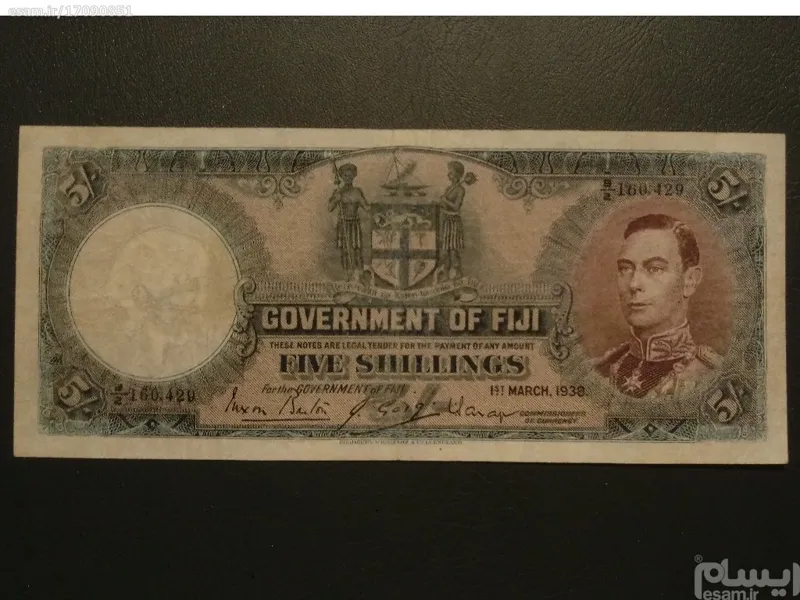 esam.ir/17090851
5/-
5/-
B/2 160.429
GOVERNMENT OF FIJI
THESE NOTES ARE LEGAL TENDER FOR THE PAYMENT OF ANY AMOUNT
FIVE SHILLINGS
For the GOVERNMENT of FIJI.
1ST MARCH, 1938.
B/2 160.429
COMMISSIONERS
OF CURRENCY
5/-
5/-
ایسام
esam.ir